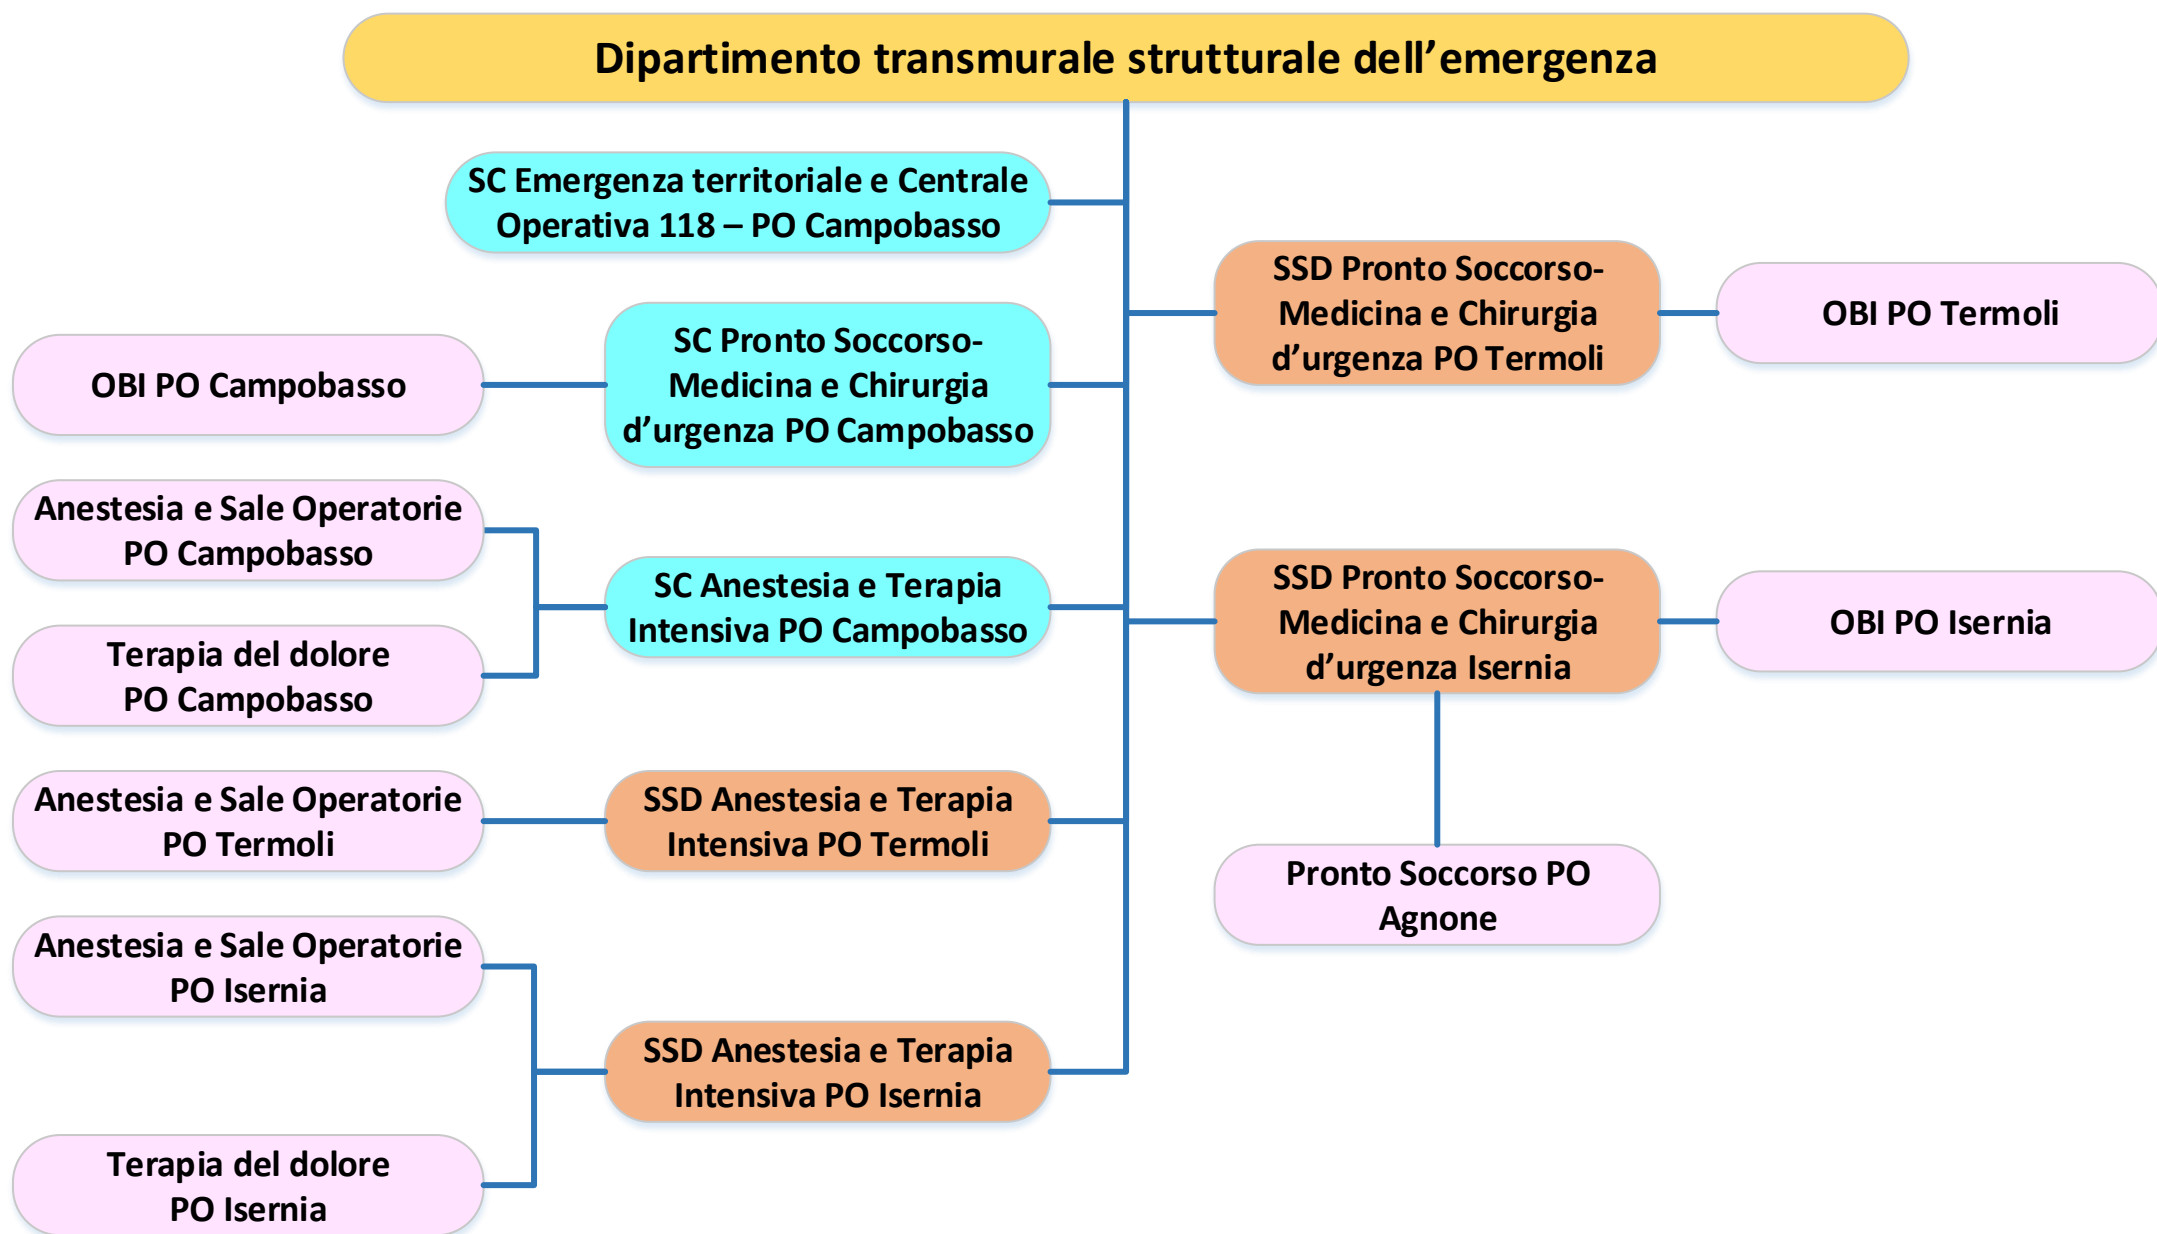 Dipartimento transmurale strutturale dell’emergenza
SC Emergenza territoriale e Centrale
Operativa 118 – PO Campobasso
SSD Pronto Soccorso-
Medicina e Chirurgia
d’urgenza PO Termoli
OBI PO Termoli
OBI PO Campobasso
SC Pronto Soccorso-
Medicina e Chirurgia
d’urgenza PO Campobasso
Anestesia e Sale Operatorie
PO Campobasso
SC Anestesia e Terapia
Intensiva PO Campobasso
Terapia del dolore
PO Campobasso
SSD Pronto Soccorso-
Medicina e Chirurgia
d’urgenza Isernia
OBI PO Isernia
Anestesia e Sale Operatorie
PO Termoli
SSD Anestesia e Terapia
Intensiva PO Termoli
Pronto Soccorso PO
Agnone
Anestesia e Sale Operatorie
PO Isernia
SSD Anestesia e Terapia
Intensiva PO Isernia
Terapia del dolore
PO Isernia